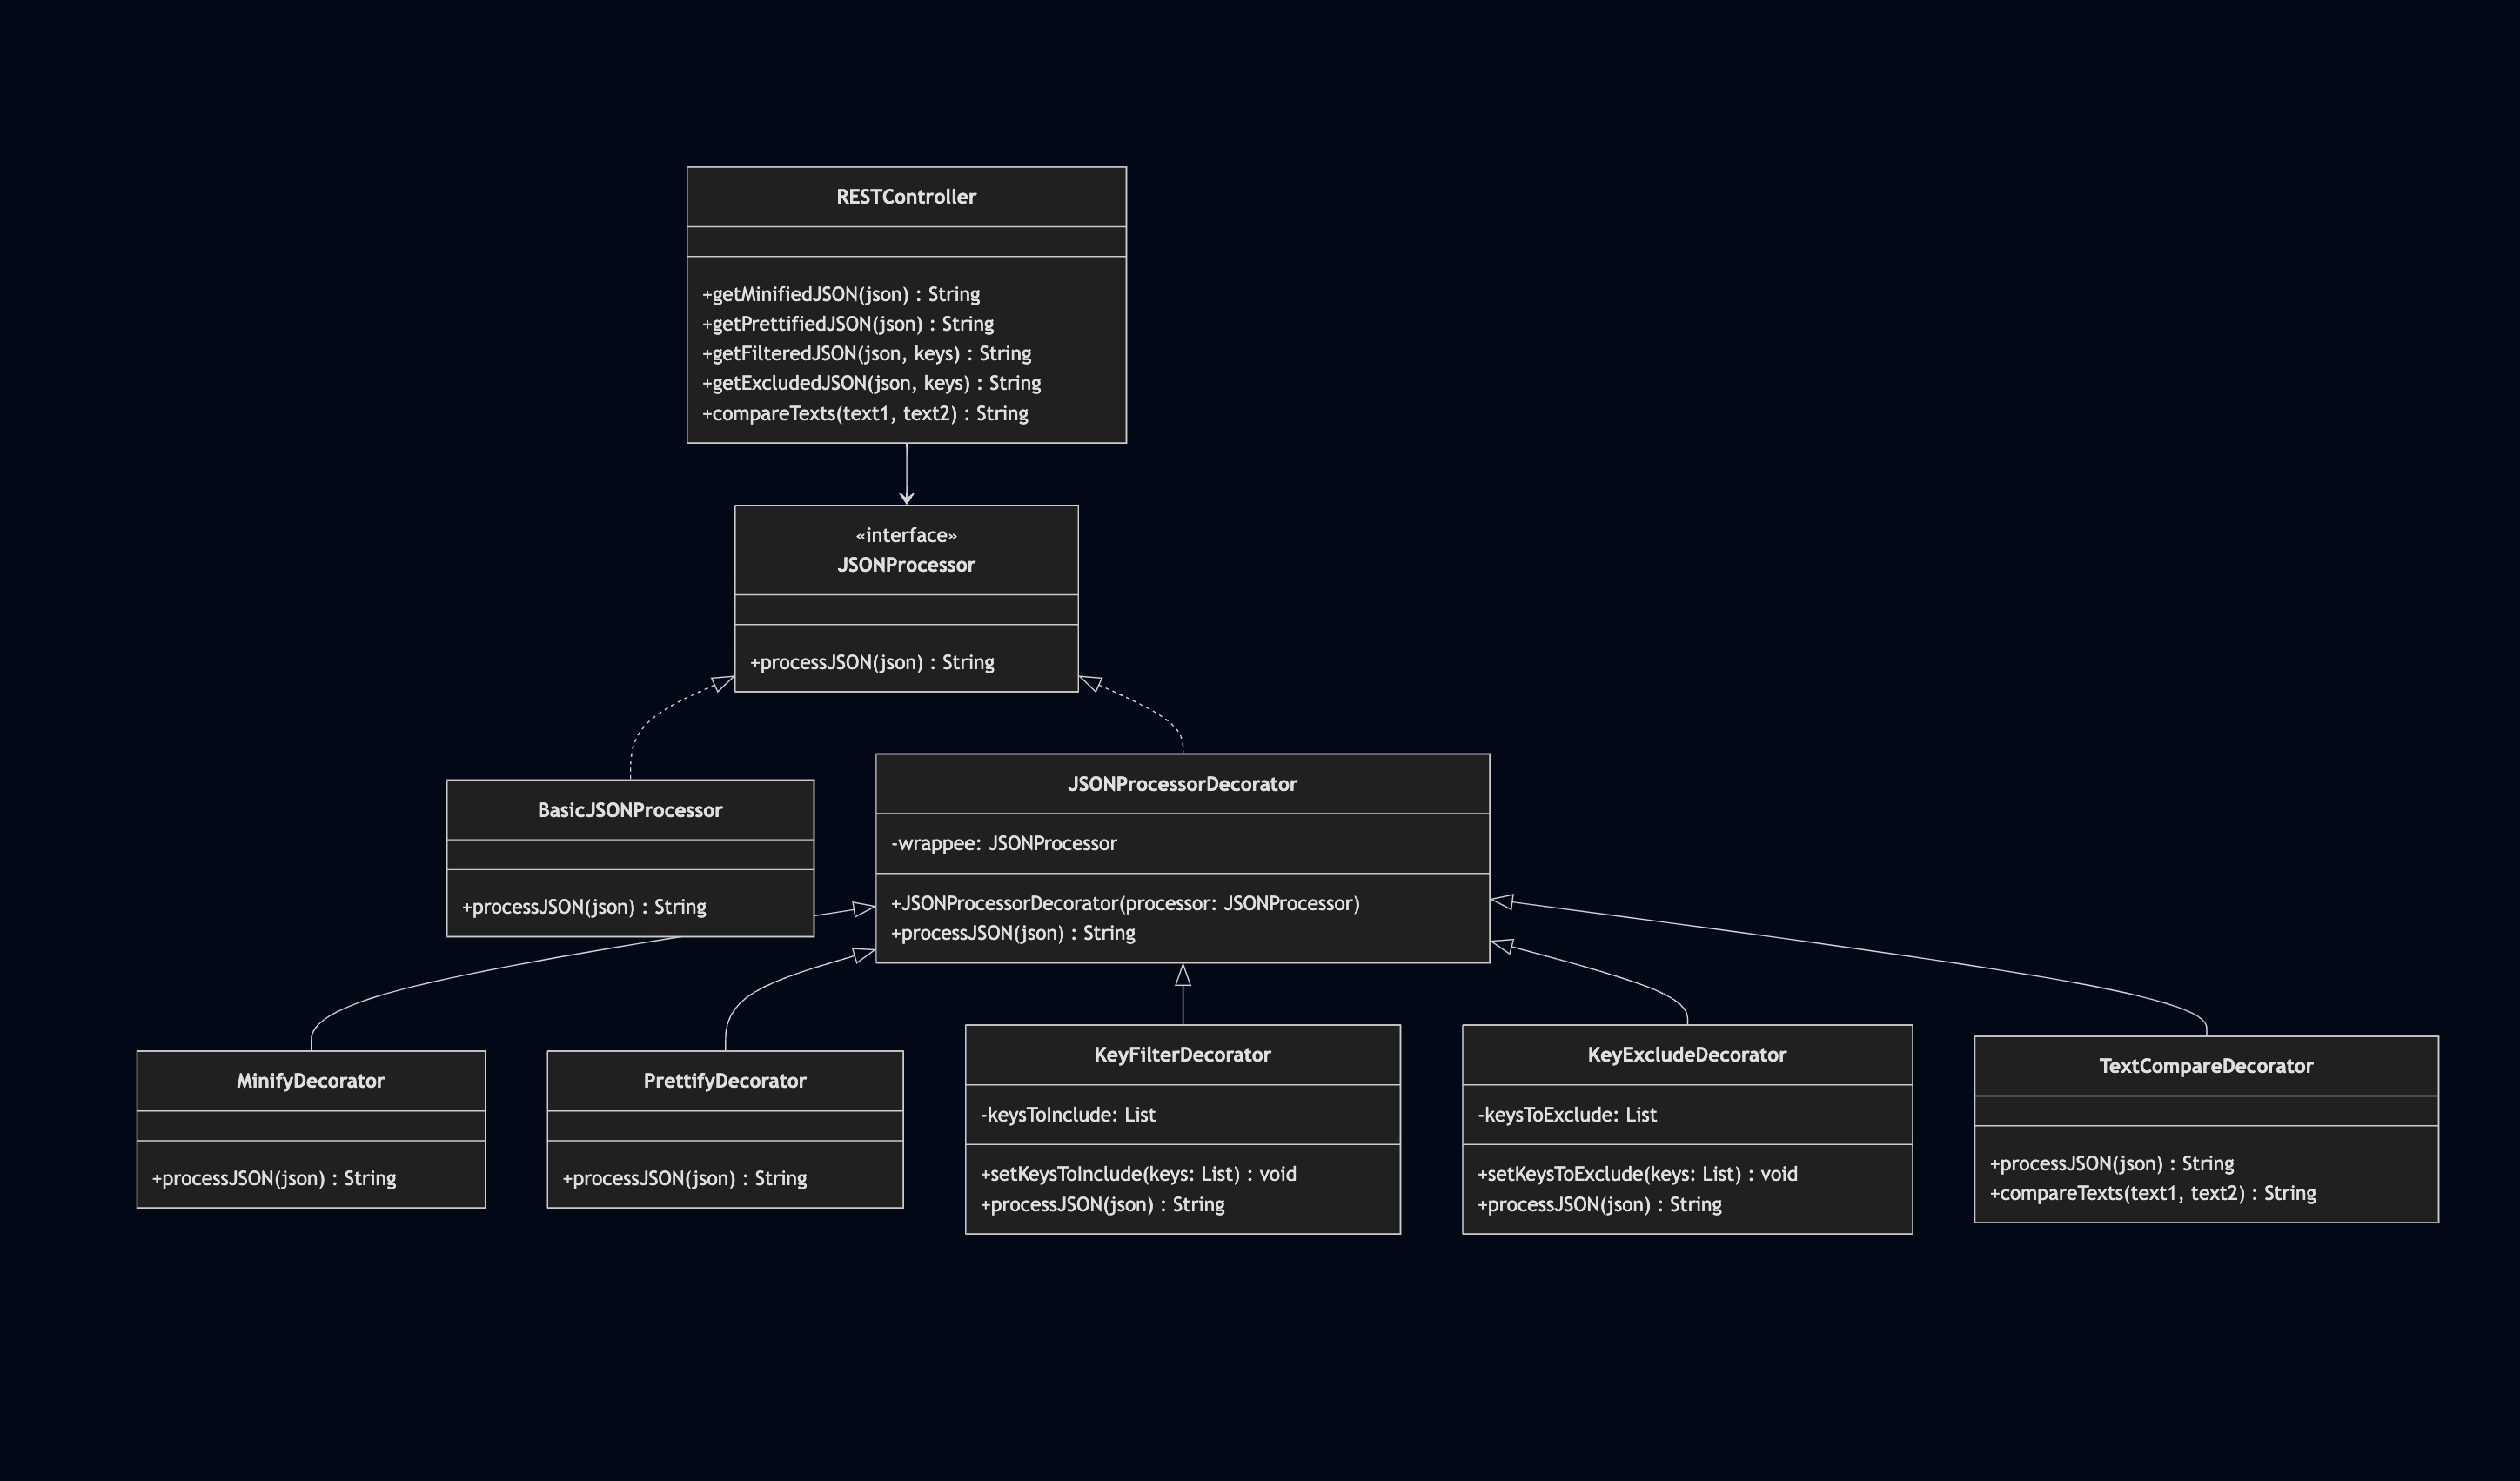 RESTController
+getMinifiedJSON(json) : String
+getPrettifiedJSON(json) : String
+getFilteredJSON(json, keys) : String
+getExcludedJSON(json, keys) : String
+compareTexts(text1, text2) : String
«interface»
JSONProcessor
+processJSON(json) : String
BasicJSONProcessor
+processJSON(json) : String
JSONProcessorDecorator
-wrappee: JSONProcessor
+JSONProcessorDecorator(processor: JSONProcessor)
+processJSON(json) : String
MinifyDecorator
+processJSON(json) : String
PrettifyDecorator
+processJSON(json) : String
KeyFilterDecorator
-keysToInclude: List
+setKeysToInclude(keys: List) : void
+processJSON(json) : String
KeyExcludeDecorator
-keysToExclude: List
+setKeysToExclude(keys: List) : void
+processJSON(json) : String
TextCompareDecorator
+processJSON(json) : String
+compareTexts(text1, text2) : String